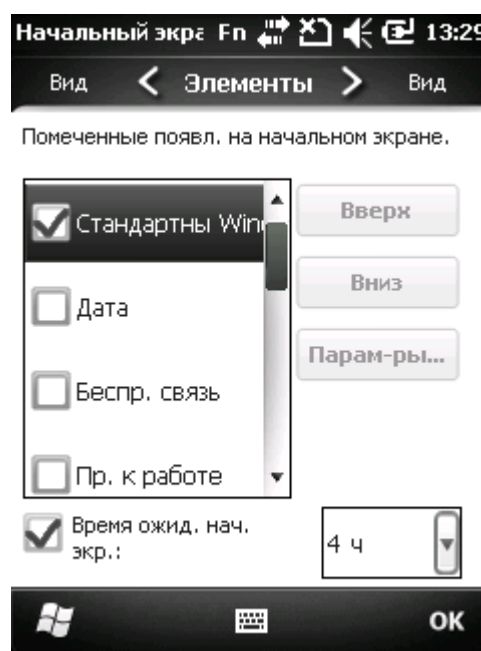 Начальный экра Fn 13:29
Вид Элементы Вид
Помеченные появл. на начальном экране.
Стандартны Win
Вверх
Дата
Вниз
Парам-ры...
Беспр. связь
Пр. к работе
Время ожид. нач.
экр.:
4 ч
ОК